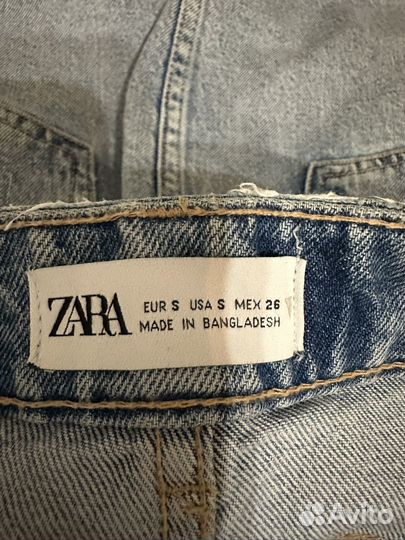 ZARA
EUR S USA S MEX 26
MADE IN BANGLADESH
Avito